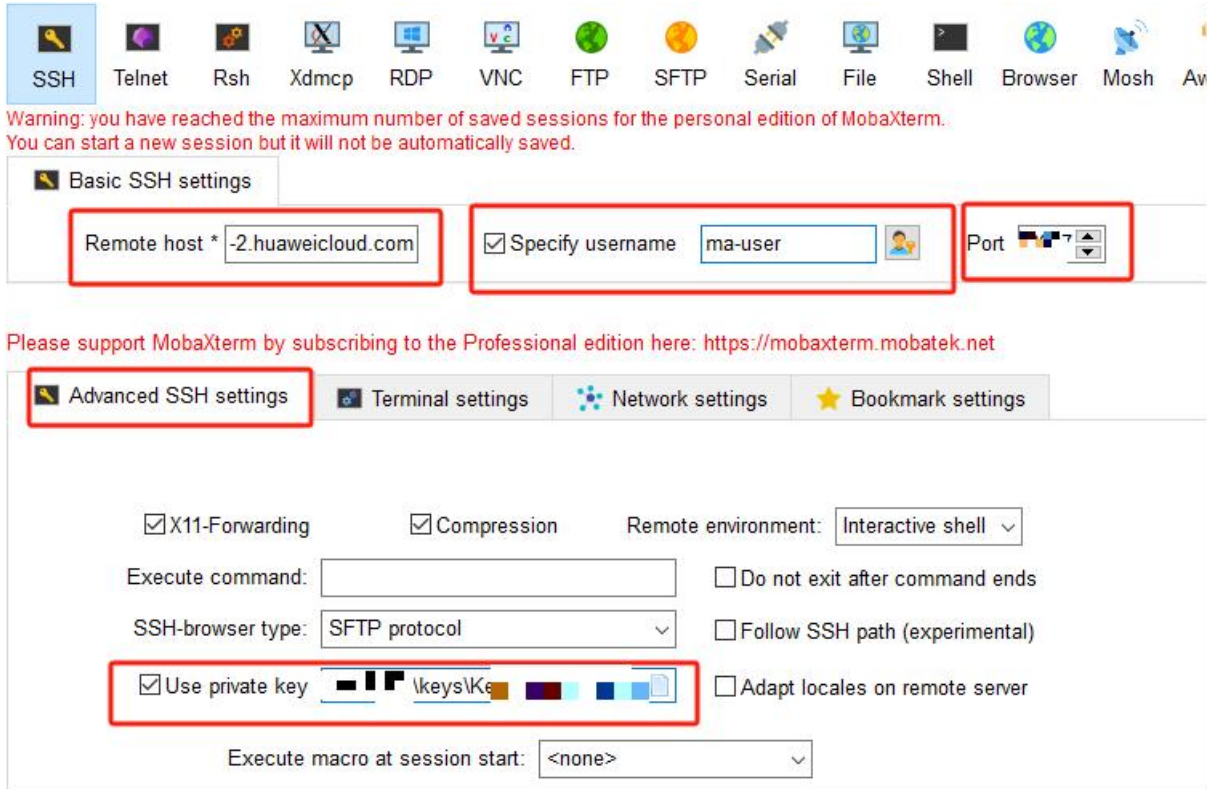 SSH Telnet Rsh Xdmcp RDP VNC FTP SFTP Serial File Shell Browser Mosh
Warning: you have reached the maximum number of saved sessions for the personal edition of MobaXterm.
You can start a new session but it will not be automatically saved.
Basic SSH settings
Remote host * -2.huaweicloud.com Specify username ma-user Port
Please support MobaXterm by subscribing to the Professional edition here: https://mobaxterm.mobatek.net
Advanced SSH settings Terminal settings Network settings Bookmark settings
X11-Forwarding Compression Remote environment: Interactive shell
Execute command: Do not exit after command ends
SSH-browser type: SFTP protocol Follow SSH path (experimental)
Use private key \keys\Ke Adapt locales on remote server
Execute macro at session start: <none>